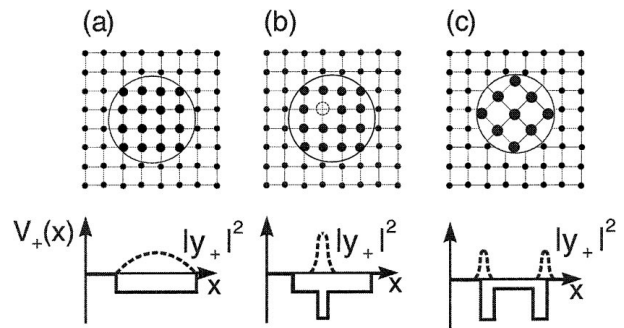 (a) (b) (c)
V₊(x) |y₊|² |y₊|² |y₊|²
x x x